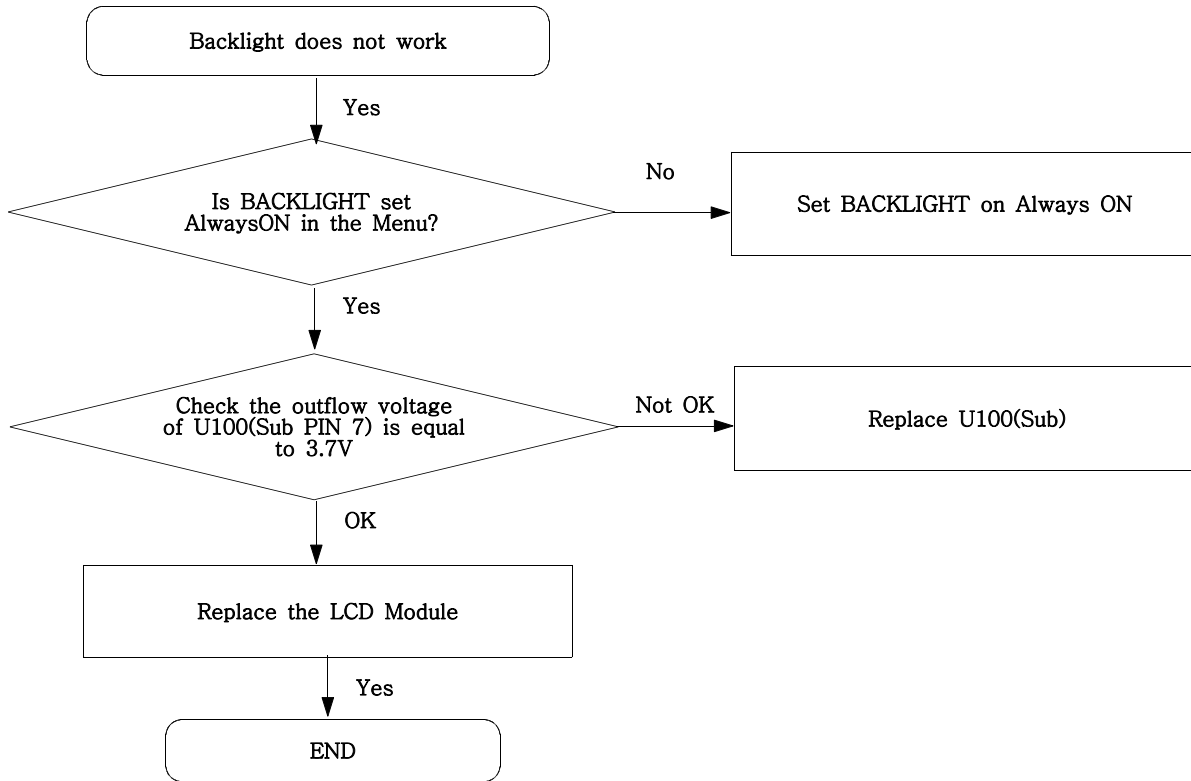 Backlight does not work
Yes
Is BACKLIGHT set
AlwaysON in the Menu?
No
Set BACKLIGHT on Always ON
Yes
Check the outflow voltage
of U100(Sub PIN 7) is equal
to 3.7V
Not OK
Replace U100(Sub)
OK
Replace the LCD Module
Yes
END